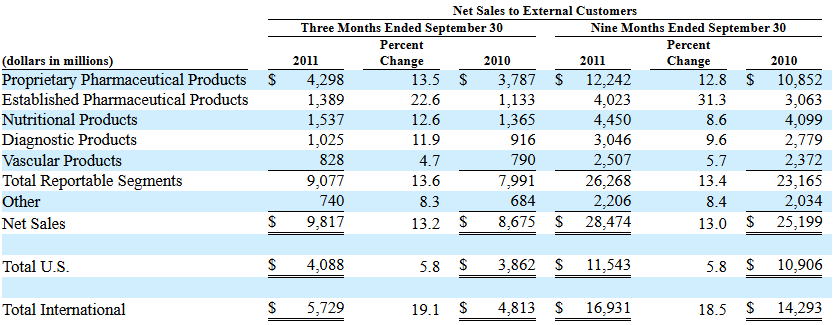 Net Sales to External Customers
Three Months Ended September 30 Nine Months Ended September 30
Percent Percent
(dollars in millions) 2011 Change 2010 2011 Change 2010
Proprietary Pharmaceutical Products $ 4,298 13.5 $ 3,787 $ 12,242 12.8 $ 10,852
Established Pharmaceutical Products 1,389 22.6 1,133 4,023 31.3 3,063
Nutritional Products 1,537 12.6 1,365 4,450 8.6 4,099
Diagnostic Products 1,025 11.9 916 3,046 9.6 2,779
Vascular Products 828 4.7 790 2,507 5.7 2,372
Total Reportable Segments 9,077 13.6 7,991 26,268 13.4 23,165
Other 740 8.3 684 2,206 8.4 2,034
Net Sales $ 9,817 13.2 $ 8,675 $ 28,474 13.0 $ 25,199
Total U.S. $ 4,088 5.8 $ 3,862 $ 11,543 5.8 $ 10,906
Total International $ 5,729 19.1 $ 4,813 $ 16,931 18.5 $ 14,293